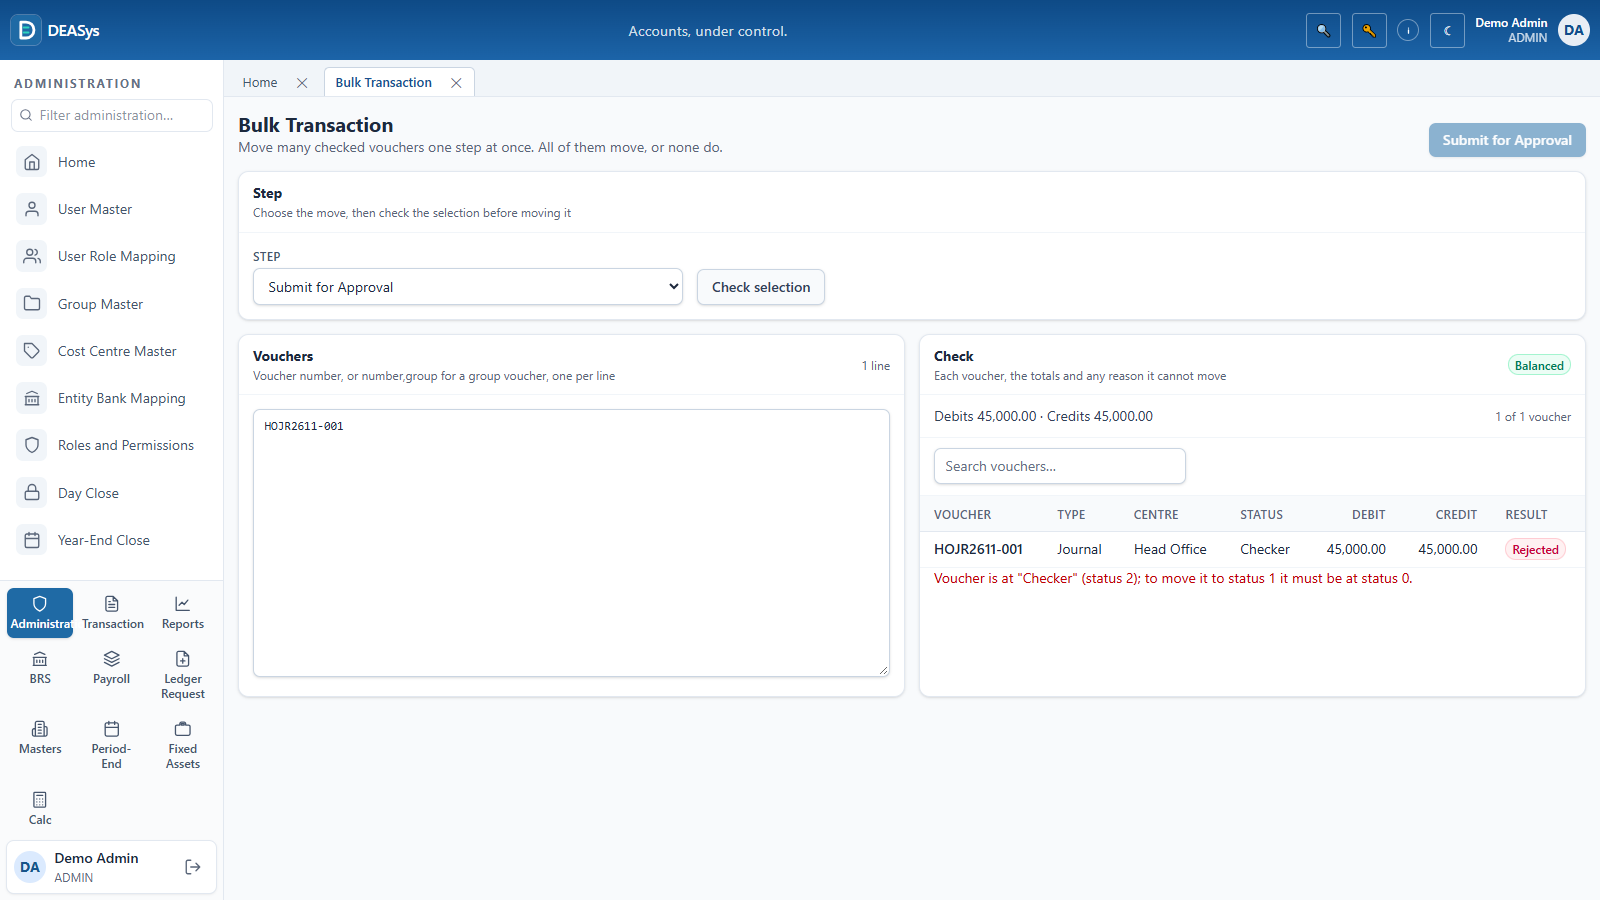 DEASys
Accounts, under control.
Demo Admin
ADMIN
DA
ADMINISTRATION
Filter administration...
Home
User Master
User Role Mapping
Group Master
Cost Centre Master
Entity Bank Mapping
Roles and Permissions
Day Close
Year-End Close
Administrat
Transaction
Reports
BRS
Payroll
Ledger
Request
Masters
Period-
End
Fixed
Assets
Calc
DA
Demo Admin
ADMIN
Home
Bulk Transaction
Bulk Transaction
Move many checked vouchers one step at once. All of them move, or none do.
Submit for Approval
Step
Choose the move, then check the selection before moving it
STEP
Submit for Approval
Check selection
Vouchers
Voucher number, or number,group for a group voucher, one per line
1 line
HOJR2611-001
Check
Each voucher, the totals and any reason it cannot move
Balanced
Debits 45,000.00 · Credits 45,000.00
1 of 1 voucher
Search vouchers...
VOUCHER TYPE CENTRE STATUS DEBIT CREDIT RESULT
HOJR2611-001 Journal Head Office Checker 45,000.00 45,000.00 Rejected
Voucher is at "Checker" (status 2); to move it to status 1 it must be at status 0.